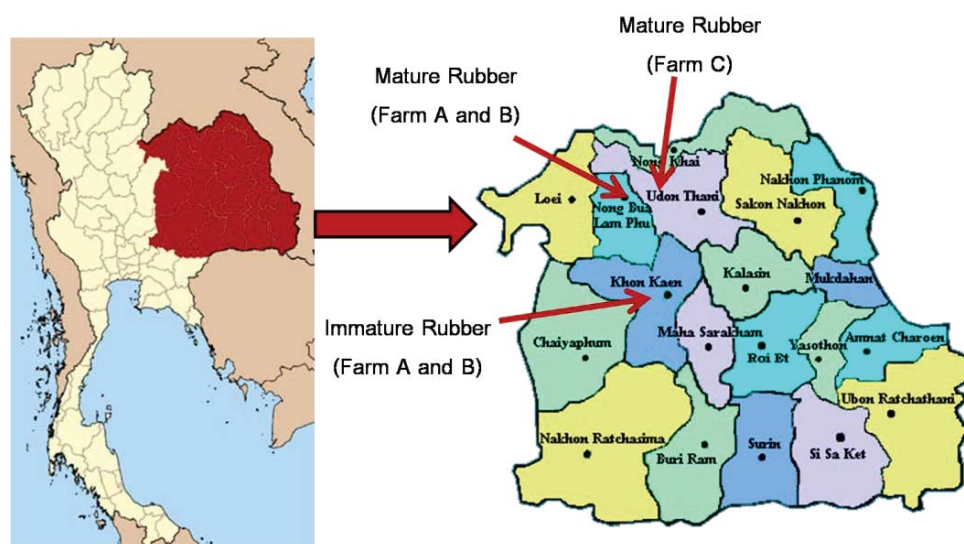 Mature Rubber
(Farm C)
Mature Rubber
(Farm A and B)
Immature Rubber
(Farm A and B)
Nong Khai
Loei
Nong Bua
Lam Phu
Udon Thani
Sakon Nakhon
Nakhon Phanom
Khon Kaen
Kalasin
Mukdahan
Chaiyaphum
Maha Sarakham
Roi Et
Yasothon
Amnat Charoen
Ubon Ratchathani
Nakhon Ratchasima
Buri Ram
Surin
Si Sa Ket